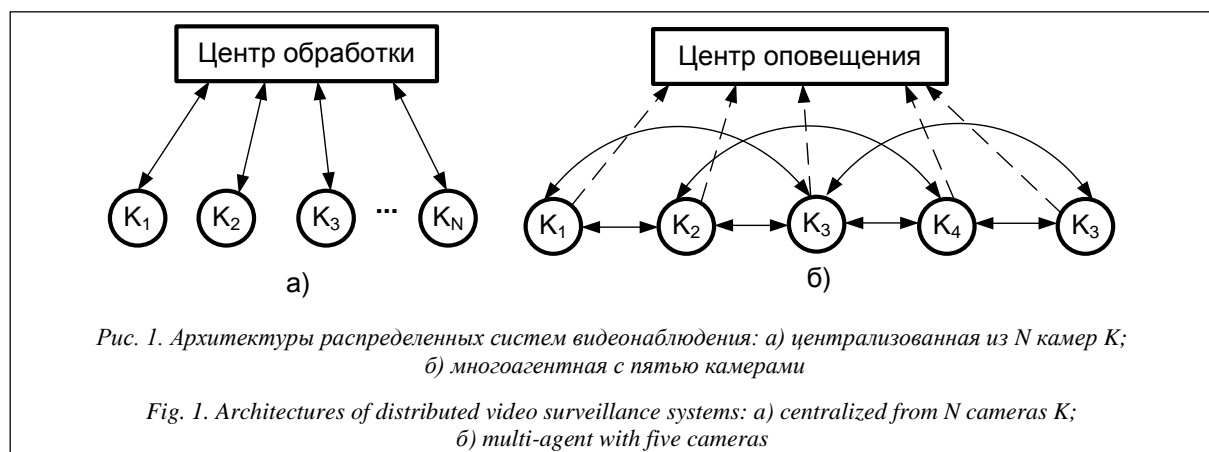 Центр обработки
Центр оповещения
K1 K2 K3 ... KN
K1 K2 K3 K4 K3
а)
б)
Рис. 1. Архитектуры распределенных систем видеонаблюдения: а) централизованная из N камер K;
б) многоагентная с пятью камерами
Fig. 1. Architectures of distributed video surveillance systems: a) centralized from N cameras K;
б) multi-agent with five cameras